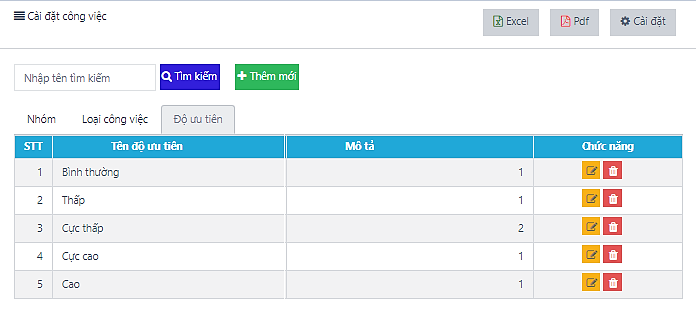 Cài đặt công việc
Excel Pdf Cài đặt
Nhập tên tìm kiếm Tìm kiếm Thêm mới
Nhóm Loại công việc Độ ưu tiên
STT Tên độ ưu tiên Mô tả Chức năng
1 Bình thường 1
2 Thấp 1
3 Cực thấp 2
4 Cực cao 1
5 Cao 1